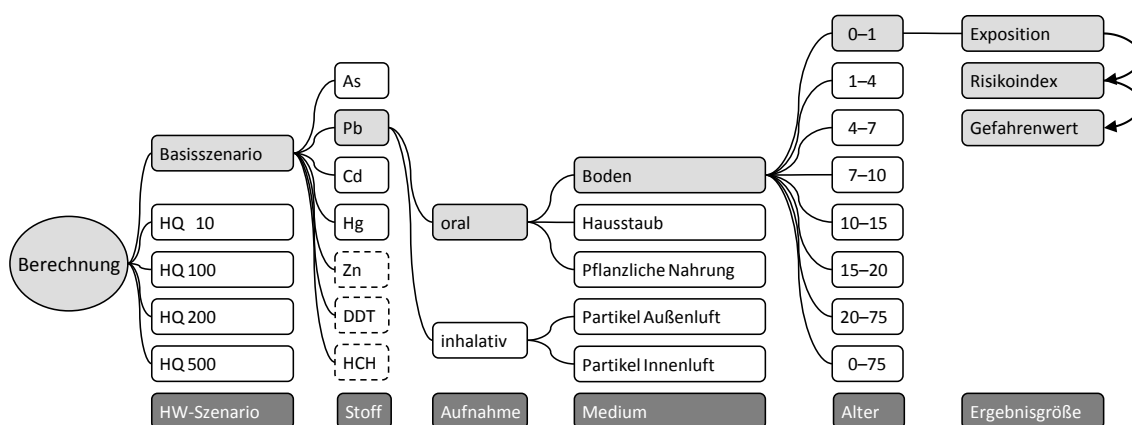 Berechnung
Basisszenario
HQ 10
HQ 100
HQ 200
HQ 500
HW-Szenario
As
Pb
Cd
Hg
Zn
DDT
HCH
Stoff
oral
inhalativ
Aufnahme
Boden
Hausstaub
Pflanzliche Nahrung
Partikel Außenluft
Partikel Innenluft
Medium
0–1
1–4
4–7
7–10
10–15
15–20
20–75
0–75
Alter
Exposition
Risikoindex
Gefahrenwert
Ergebnisgröße